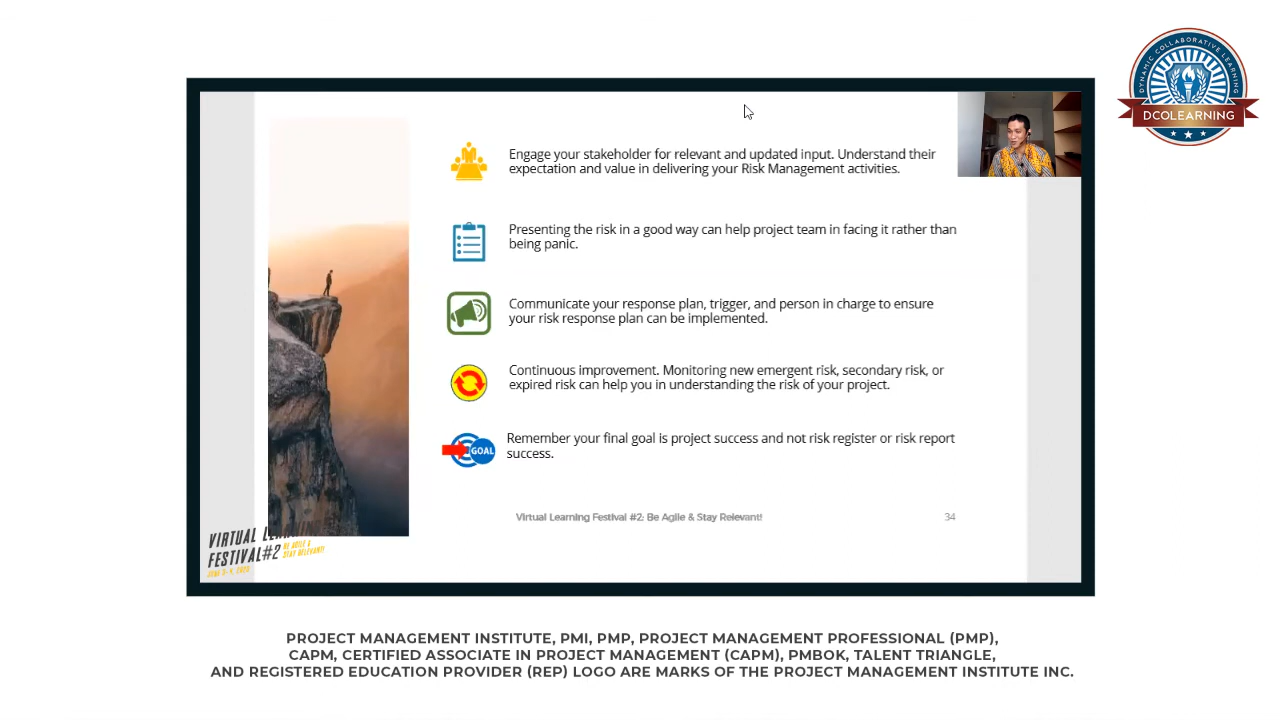 DYNAMIC COLLABORATIVE LEARNING
DCOLEARNING
Engage your stakeholder for relevant and updated input. Understand their
expectation and value in delivering your Risk Management activities.
Presenting the risk in a good way can help project team in facing it rather than
being panic.
Communicate your response plan, trigger, and person in charge to ensure
your risk response plan can be implemented.
Continuous improvement. Monitoring new emergent risk, secondary risk, or
expired risk can help you in understanding the risk of your project.
GOAL
Remember your final goal is project success and not risk register or risk report
success.
Virtual Learning Festival #2: Be Agile & Stay Relevant!
34
VIRTUAL
FESTIVAL#2
BE AGILE &
STAY RELEVANT!
PROJECT MANAGEMENT INSTITUTE, PMI, PMP, PROJECT MANAGEMENT PROFESSIONAL (PMP),
CAPM, CERTIFIED ASSOCIATE IN PROJECT MANAGEMENT (CAPM), PMBOK, TALENT TRIANGLE,
AND REGISTERED EDUCATION PROVIDER (REP) LOGO ARE MARKS OF THE PROJECT MANAGEMENT INSTITUTE INC.